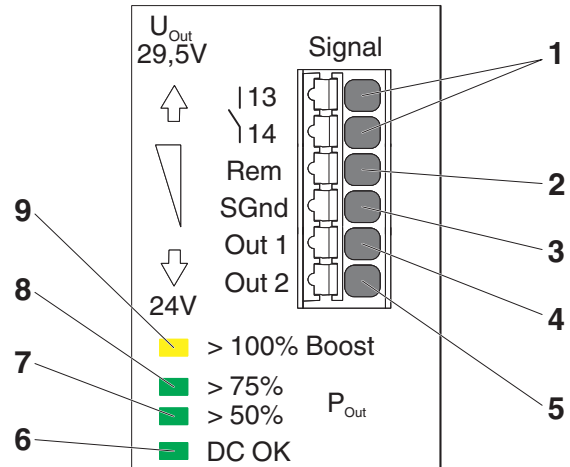 U_Out
29,5V
Signal
1
13
14
Rem
2
SGnd
9
3
Out 1
8
Out 2
24V
4
> 100% Boost
7
> 75%
> 50%
P_Out
5
6
DC OK